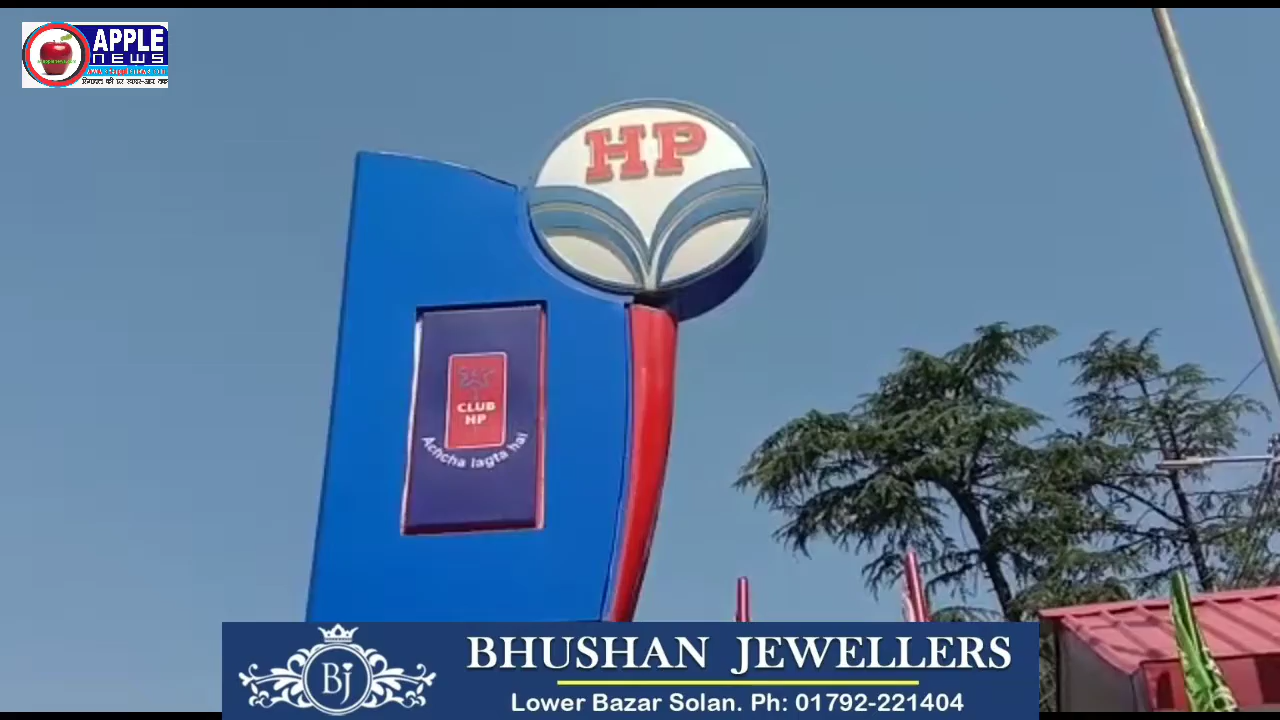 APPLE
NEWS
HP
CLUB
HP
Achcha lagta hai
Bj
BHUSHAN JEWELLERS
Lower Bazar Solan. Ph: 01792-221404